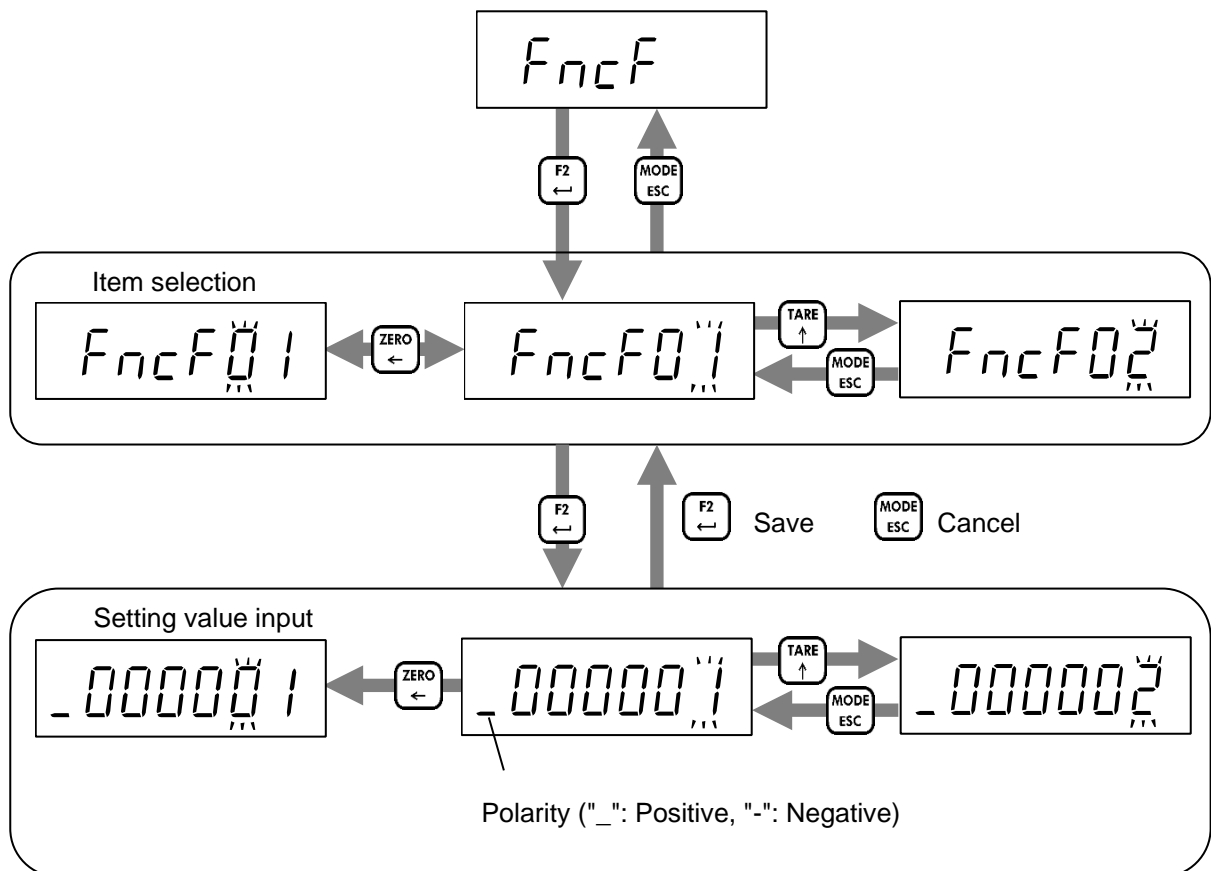 FncF
F2
←
MODE
ESC
Item selection
FncF01
ZERO
←
FncF01
TARE
↑
MODE
ESC
FncF02
F2
←
F2
←
Save
MODE
ESC
Cancel
Setting value input
_000001
ZERO
←
_000001
TARE
↑
MODE
ESC
_000002
Polarity ("_": Positive, "-": Negative)